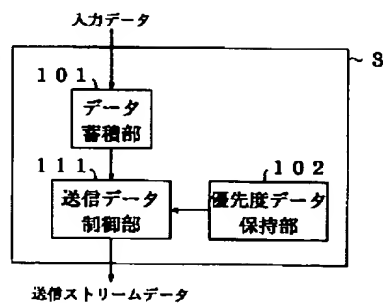 入力データ
3
101
データ
蓄積部
111
送信データ
制御部
102
優先度データ
保持部
送信ストリームデータ